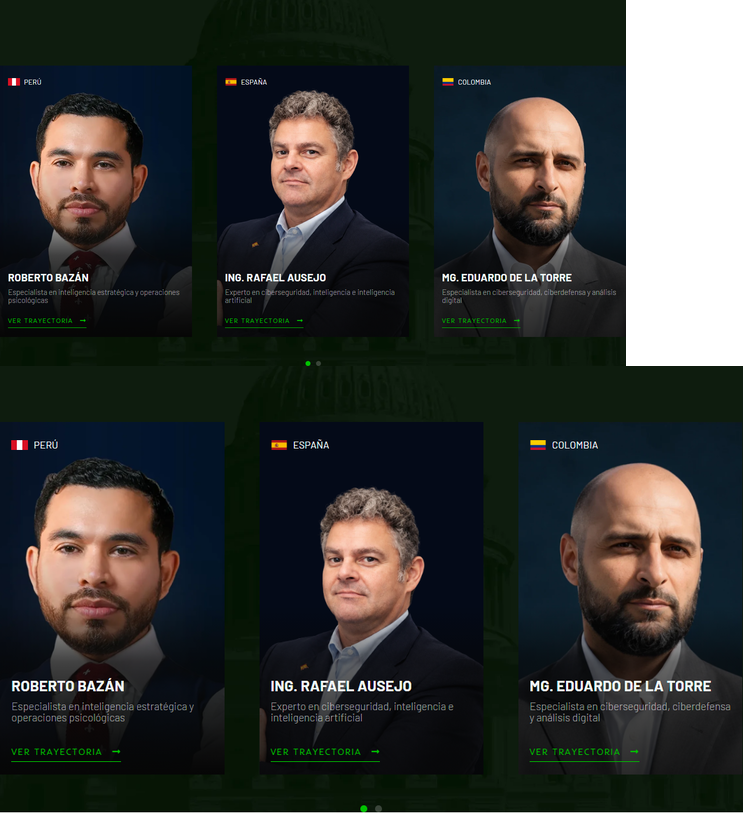 PERÚ
ESPAÑA
COLOMBIA
ROBERTO BAZÁN
Especialista en inteligencia estratégica y operaciones
psicológicas
VER TRAYECTORIA
ING. RAFAEL AUSEJO
Experto en ciberseguridad, inteligencia e inteligencia
artificial
VER TRAYECTORIA
MG. EDUARDO DE LA TORRE
Especialista en ciberseguridad, ciberdefensa y análisis
digital
VER TRAYECTORIA
PERÚ
ESPAÑA
COLOMBIA
ROBERTO BAZÁN
Especialista en inteligencia estratégica y
operaciones psicológicas
VER TRAYECTORIA
ING. RAFAEL AUSEJO
Experto en ciberseguridad, inteligencia e
inteligencia artificial
VER TRAYECTORIA
MG. EDUARDO DE LA TORRE
Especialista en ciberseguridad, ciberdefensa
y análisis digital
VER TRAYECTORIA